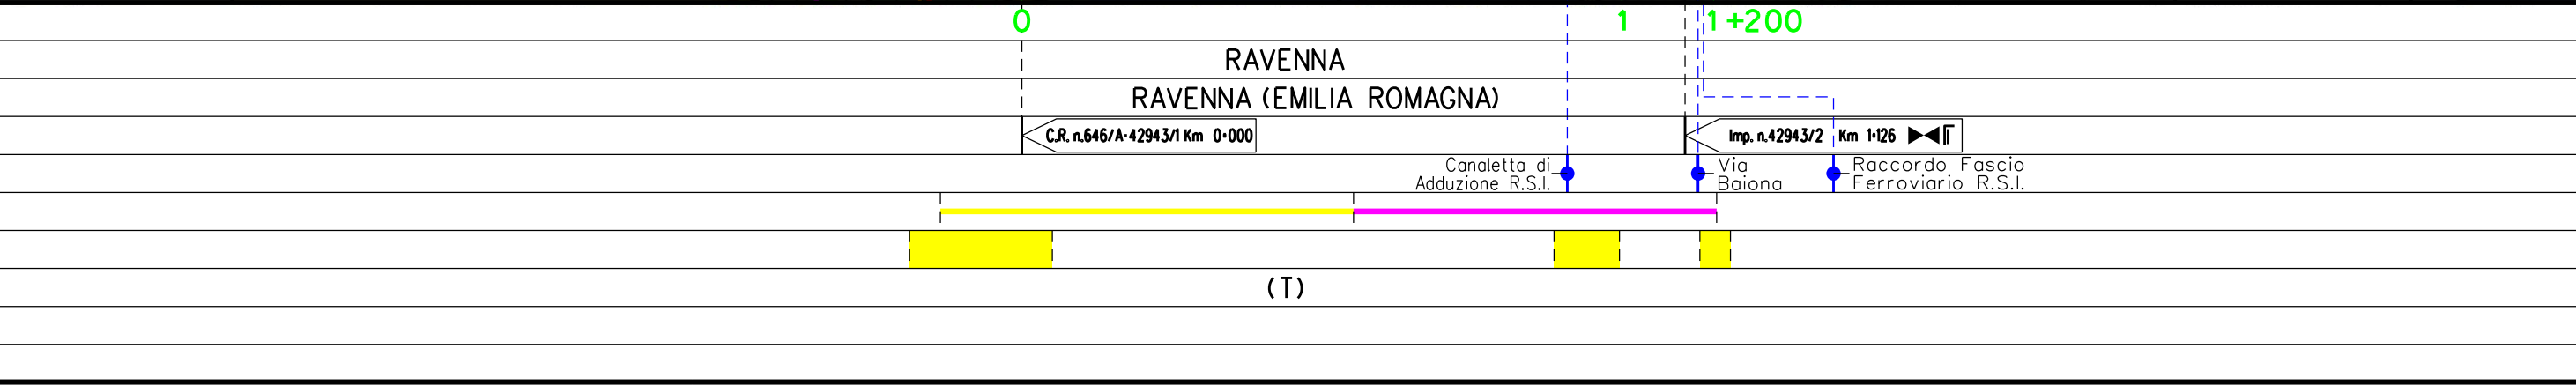 0 1 1+200
RAVENNA
RAVENNA (EMILIA ROMAGNA)
C.R. n.646/A-42943/1 Km 0+000
Imp. n.42943/2 Km 1+126
Canaletta di
Adduzione R.S.I.
Via
Baiona
Raccordo Fascio
Ferroviario R.S.I.
(T)